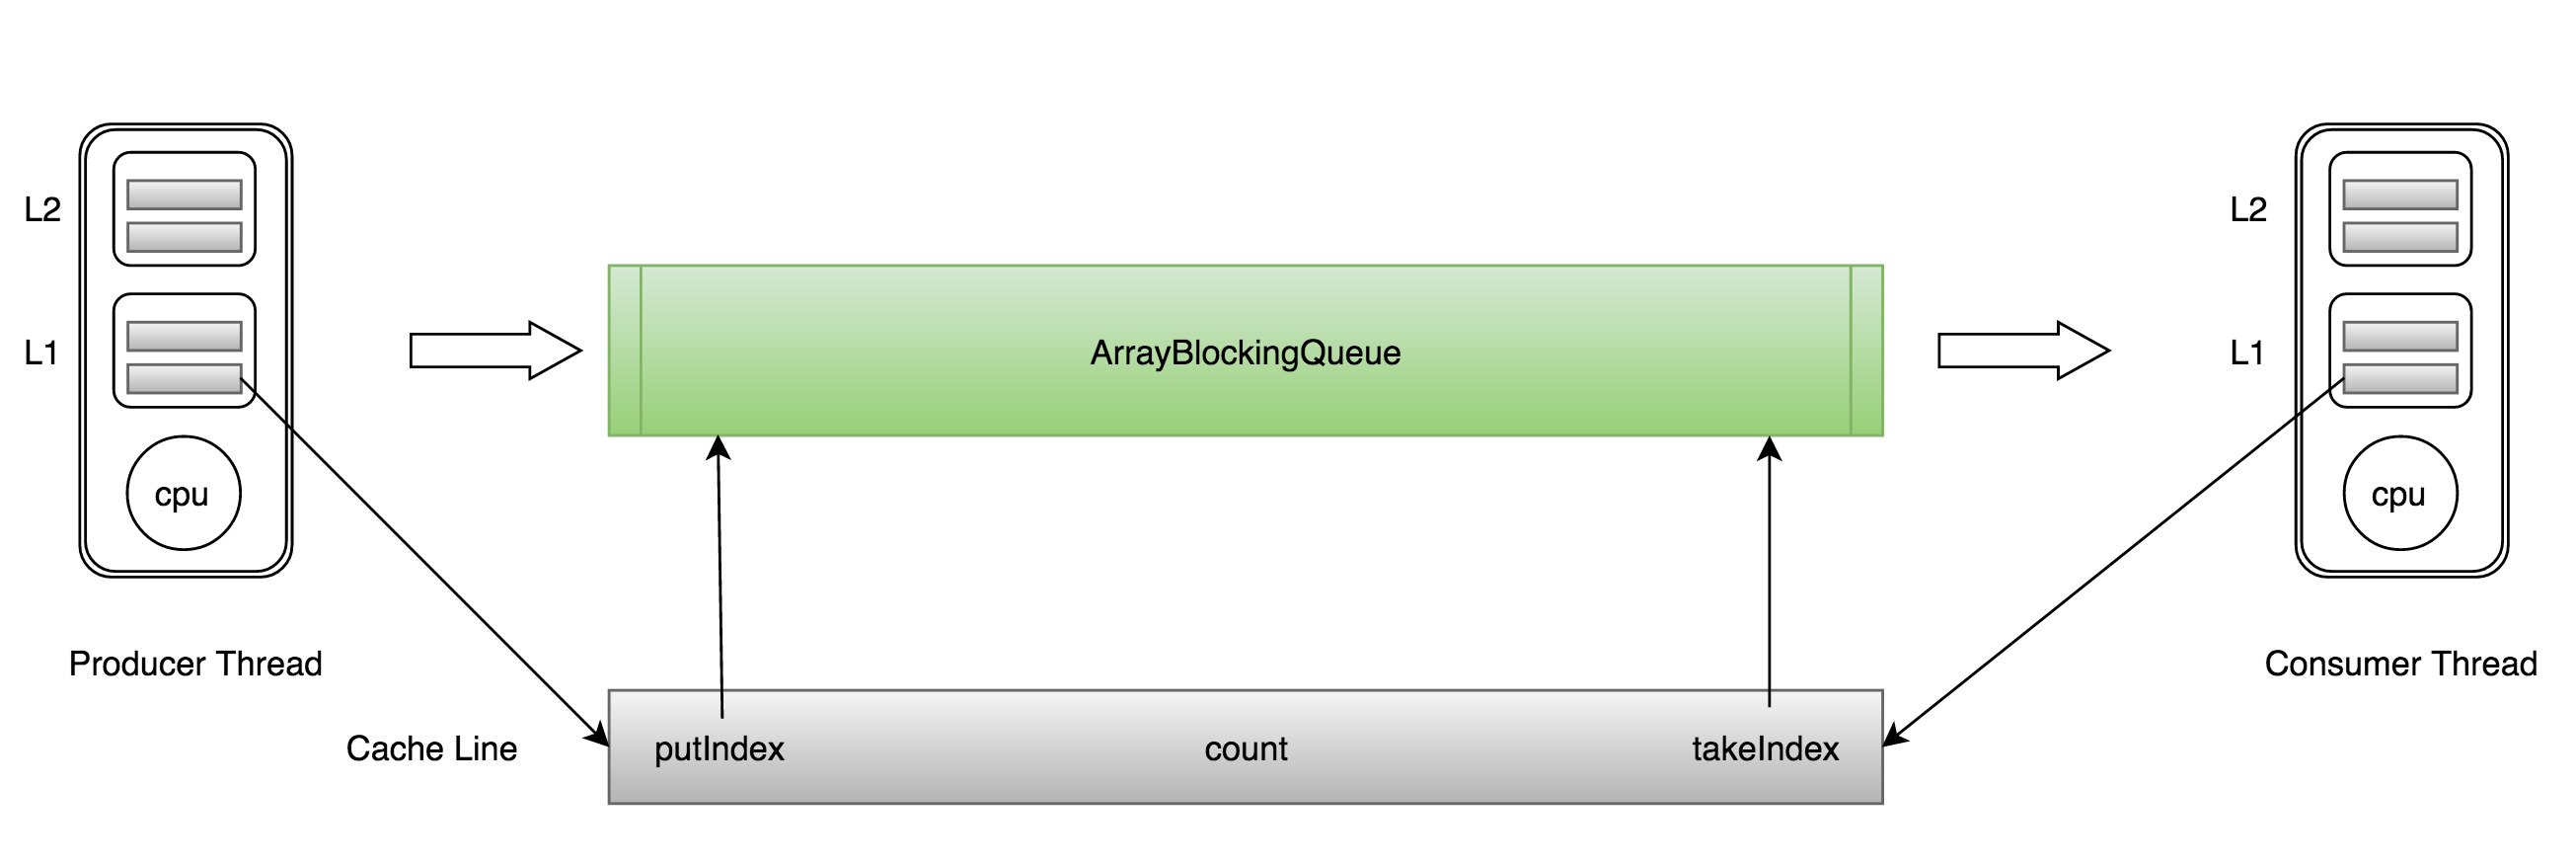 L2
L1
cpu
Producer Thread
ArrayBlockingQueue
Cache Line
putIndex
count
takeIndex
L2
L1
cpu
Consumer Thread